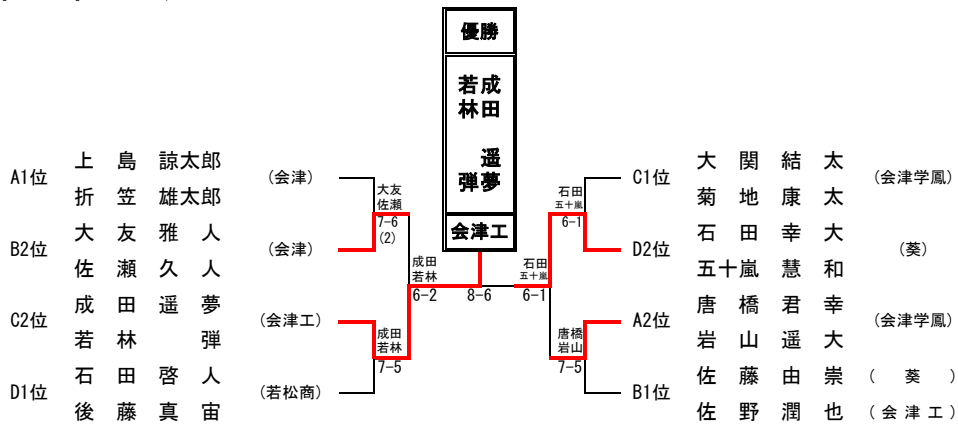 優勝
成田 遥夢
若林 弾
会津工
A1位 上島 諒太郎 (会津)
折笠 雄太郎
B2位 大友雅人 (会津)
佐瀬久人
C2位 成田遥夢 (会津工)
若林 弾
D1位 石田啓人 (若松商)
後藤真宙
大友
佐瀬
7-6
(2)
成田
若林
7-5
成田
若林
6-2
8-6
石田
五十嵐
6-1
石田
五十嵐
6-1
唐橋
岩山
7-5
C1位 大関結太 (会津学鳳)
菊地康太
D2位 石田幸大 (葵)
五十嵐慧和
A2位 唐橋君幸 (会津学鳳)
岩山遥大
B1位 佐藤由崇 (葵)
佐野潤也 (会津工)